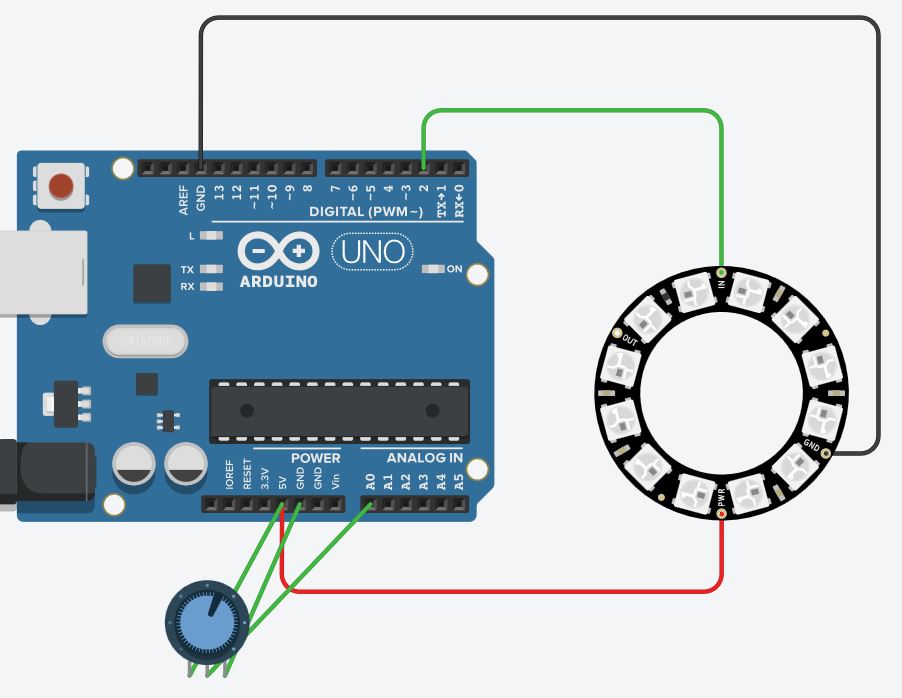 AREF
GND
13
12
~11
~10
~9
8
7
~6
~5
4
~3
2
TX→1
RX←0
DIGITAL (PWM~)
L
TX
RX
ARDUINO
UNO
ON
IN
OUT
GND
PWR
SPK16.000G
POWER
ANALOG IN
IOREF
RESET
3.3V
5V
GND
GND
Vin
A0
A1
A2
A3
A4
A5